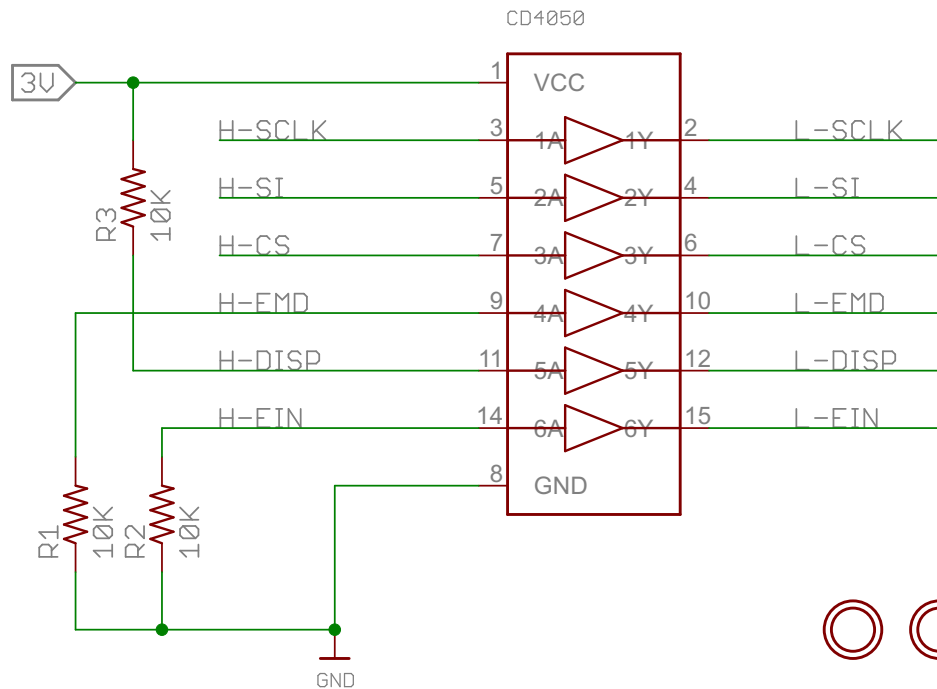 CD4050
3V
1 VCC
H-SCLK 3 1A 1Y 2 L-SCLK
H-SI 5 2A 2Y 4 L-SI
H-CS 7 3A 3Y 6 L-CS
H-EMD 9 4A 4Y 10 L-EMD
H-DISP 11 5A 5Y 12 L-DISP
H-EIN 14 6A 6Y 15 L-EIN
8 GND
R3 10K
R1 10K
R2 10K
GND